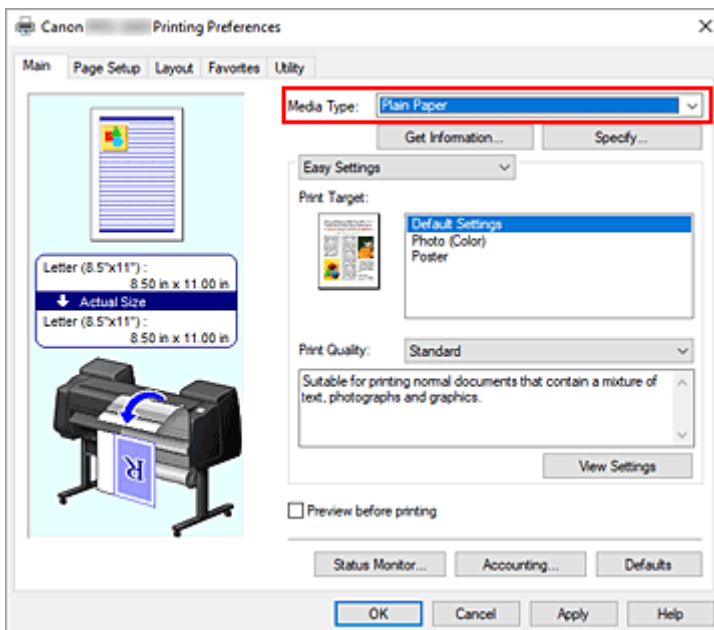 Canon Printing Preferences
Main Page Setup Layout Favorites Utility
Media Type: Plain Paper
Get Information... Specify...
Easy Settings
Print Target:
Default Settings
Photo (Color)
Poster
Letter (8.5"x11") :
8.50 in x 11.00 in
Actual Size
Letter (8.5"x11") :
8.50 in x 11.00 in
R
Print Quality: Standard
Suitable for printing normal documents that contain a mixture of
text, photographs and graphics.
View Settings
Preview before printing
Status Monitor... Accounting... Defaults
OK Cancel Apply Help